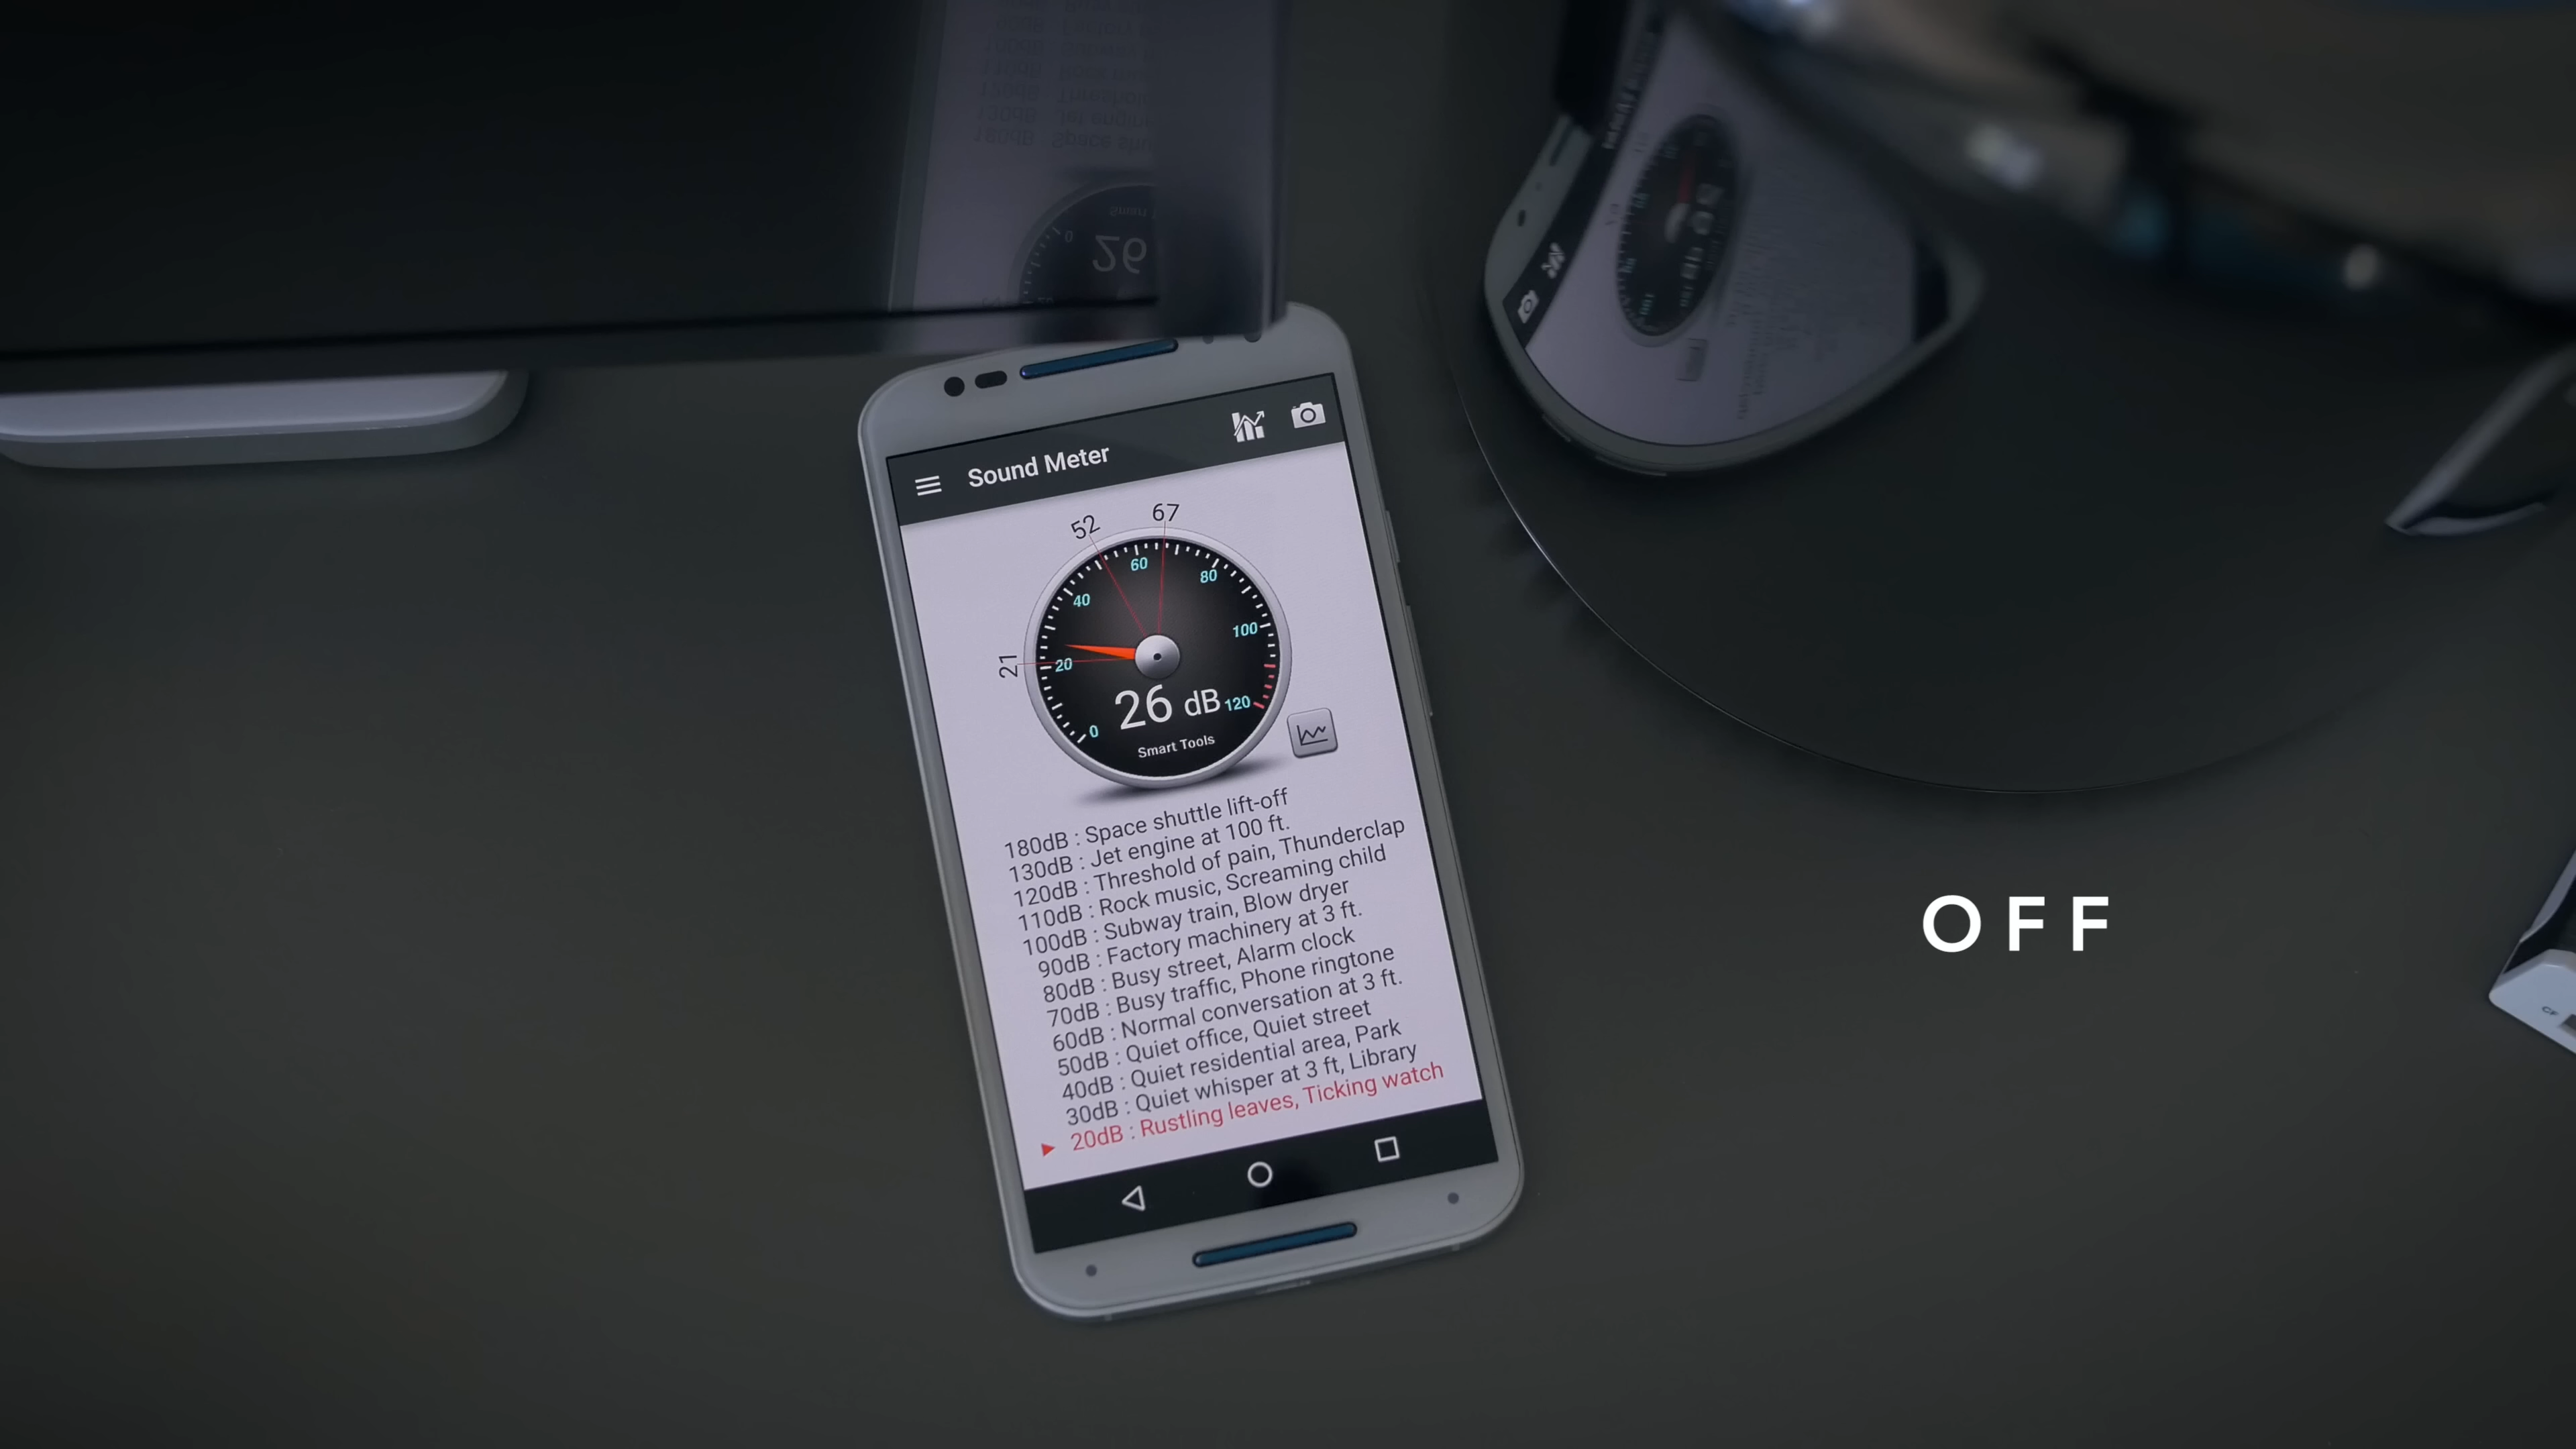 Sound Meter
52
67
60
80
40
100
21
20
26 dB
120
0
Smart Tools
180dB : Space shuttle lift-off
130dB : Jet engine at 100 ft.
120dB : Threshold of pain, Thunderclap
110dB : Rock music, Screaming child
100dB : Subway train, Blow dryer
90dB : Factory machinery at 3 ft.
80dB : Busy street, Alarm clock
70dB : Busy traffic, Phone ringtone
60dB : Normal conversation at 3 ft.
50dB : Quiet office, Quiet street
40dB : Quiet residential area, Park
30dB : Quiet whisper at 3 ft, Library
20dB : Rustling leaves, Ticking watch
OFF
CF